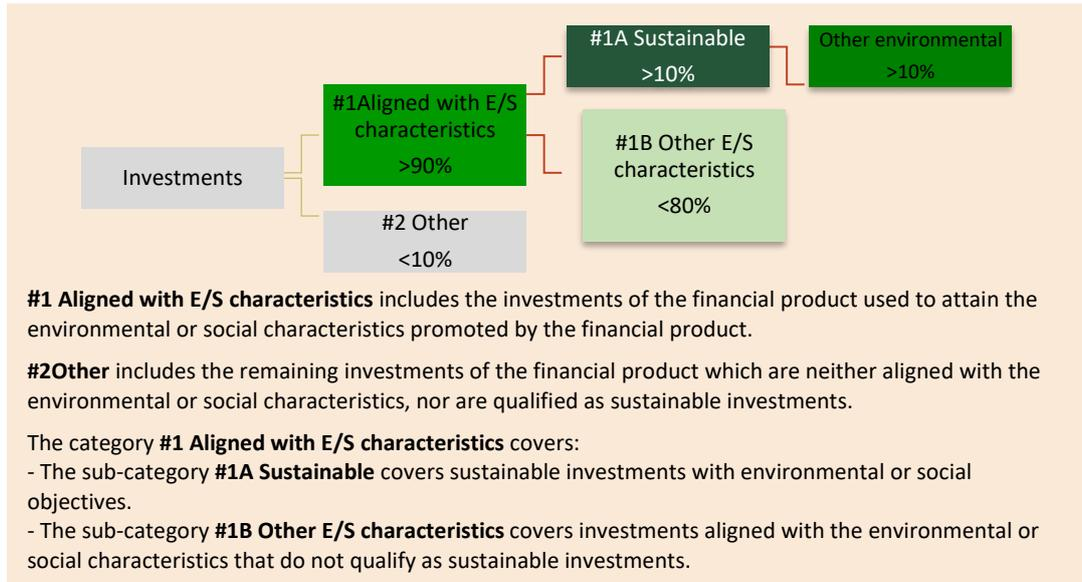 #1A Sustainable
>10%
Other environmental
>10%
#1Aligned with E/S
characteristics
>90%
#1B Other E/S
characteristics
<80%
Investments
#2 Other
<10%
#1 Aligned with E/S characteristics includes the investments of the financial product used to attain the
environmental or social characteristics promoted by the financial product.
#2Other includes the remaining investments of the financial product which are neither aligned with the
environmental or social characteristics, nor are qualified as sustainable investments.
The category #1 Aligned with E/S characteristics covers:
- The sub-category #1A Sustainable covers sustainable investments with environmental or social
objectives.
- The sub-category #1B Other E/S characteristics covers investments aligned with the environmental or
social characteristics that do not qualify as sustainable investments.